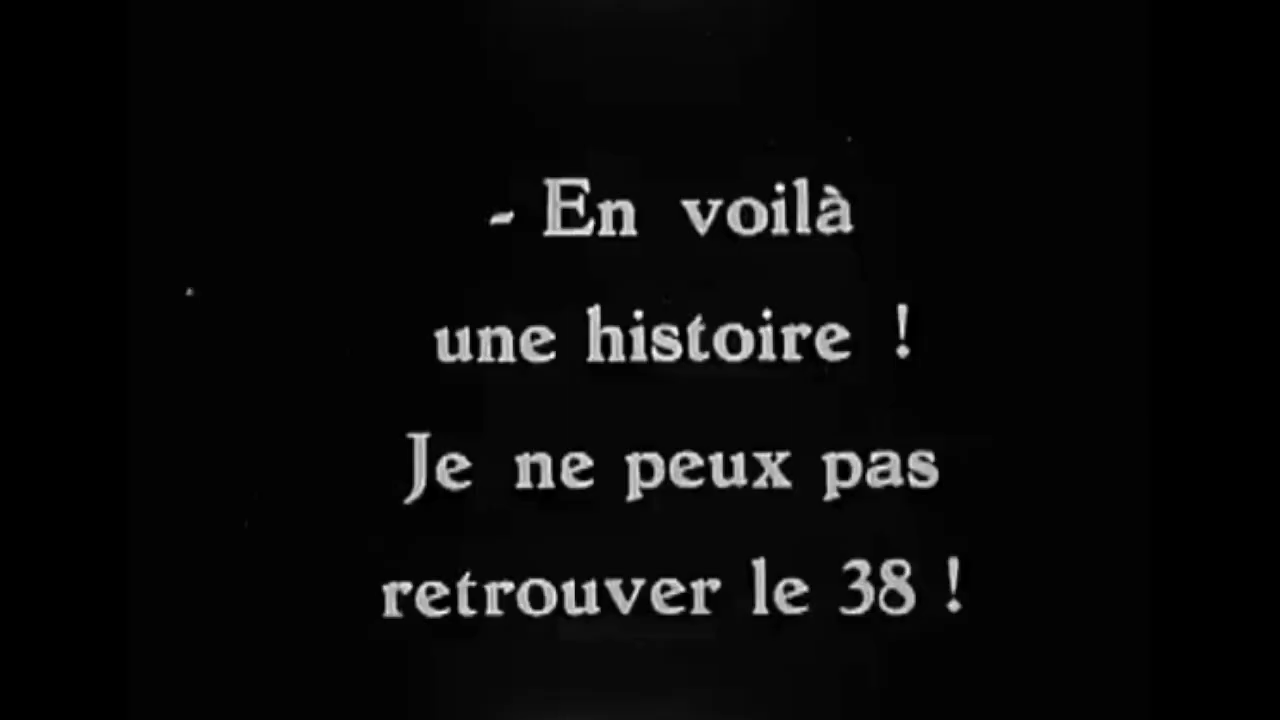 - En voilà
une histoire !
Je ne peux pas
retrouver le 38 !